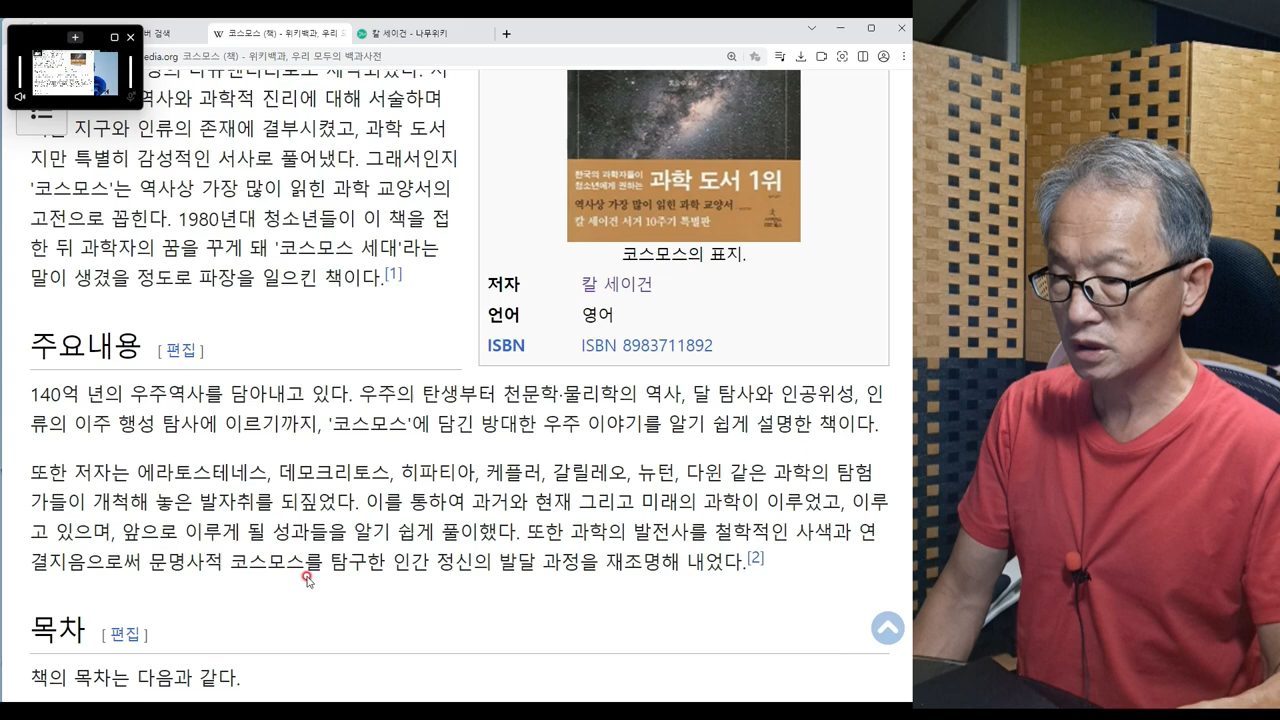 버 검색
W 코스모스 (책) - 위키백과, 우리 모
칼 세이건 - 나무위키
edia.org 코스모스 (책) - 위키백과, 우리 모두의 백과사전
역사와 과학적 진리에 대해 서술하며
지구와 인류의 존재에 결부시켰고, 과학 도서
지만 특별히 감성적인 서사로 풀어냈다. 그래서인지
'코스모스'는 역사상 가장 많이 읽힌 과학 교양서의
고전으로 꼽힌다. 1980년대 청소년들이 이 책을 접
한 뒤 과학자의 꿈을 꾸게 돼 '코스모스 세대'라는
말이 생겼을 정도로 파장을 일으킨 책이다.[1]
한국의 과학자들이
청소년에게 권하는 과학 도서 1위
역사상 가장 많이 읽힌 과학 교양서
칼 세이건 서거 10주기 특별판
코스모스의 표지.
저자 칼 세이건
언어 영어
ISBN ISBN 8983711892
주요내용 [ 편집 ]
140억 년의 우주역사를 담아내고 있다. 우주의 탄생부터 천문학·물리학의 역사, 달 탐사와 인공위성, 인
류의 이주 행성 탐사에 이르기까지, '코스모스'에 담긴 방대한 우주 이야기를 알기 쉽게 설명한 책이다.
또한 저자는 에라토스테네스, 데모크리토스, 히파티아, 케플러, 갈릴레오, 뉴턴, 다윈 같은 과학의 탐험
가들이 개척해 놓은 발자취를 되짚었다. 이를 통하여 과거와 현재 그리고 미래의 과학이 이루었고, 이루
고 있으며, 앞으로 이루게 될 성과들을 알기 쉽게 풀이했다. 또한 과학의 발전사를 철학적인 사색과 연
결지음으로써 문명사적 코스모스를 탐구한 인간 정신의 발달 과정을 재조명해 내었다.[2]
목차 [ 편집 ]
책의 목차는 다음과 같다.